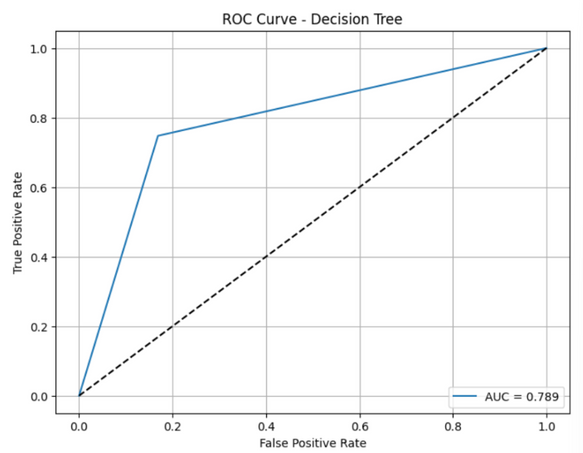 ROC Curve - Decision Tree
1.0
0.8
0.6
0.4
0.2
0.0
True Positive Rate
AUC = 0.789
0.0 0.2 0.4 0.6 0.8 1.0
False Positive Rate